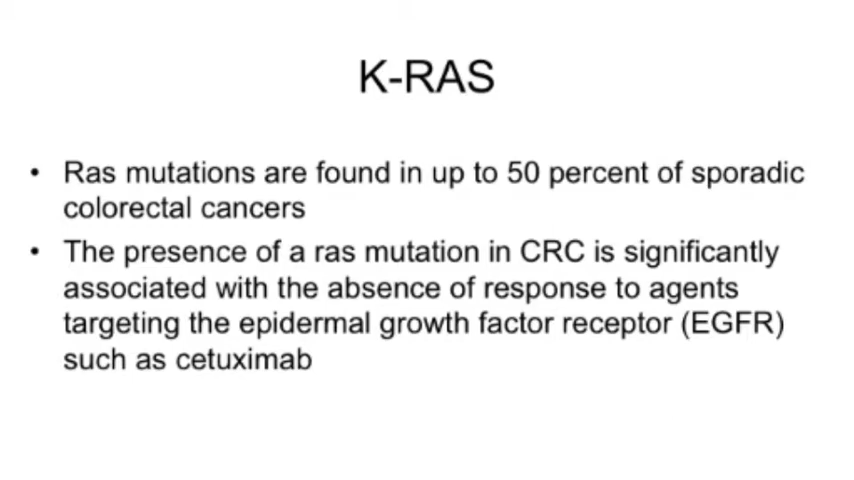 K-RAS
• Ras mutations are found in up to 50 percent of sporadic
colorectal cancers
• The presence of a ras mutation in CRC is significantly
associated with the absence of response to agents
targeting the epidermal growth factor receptor (EGFR)
such as cetuximab